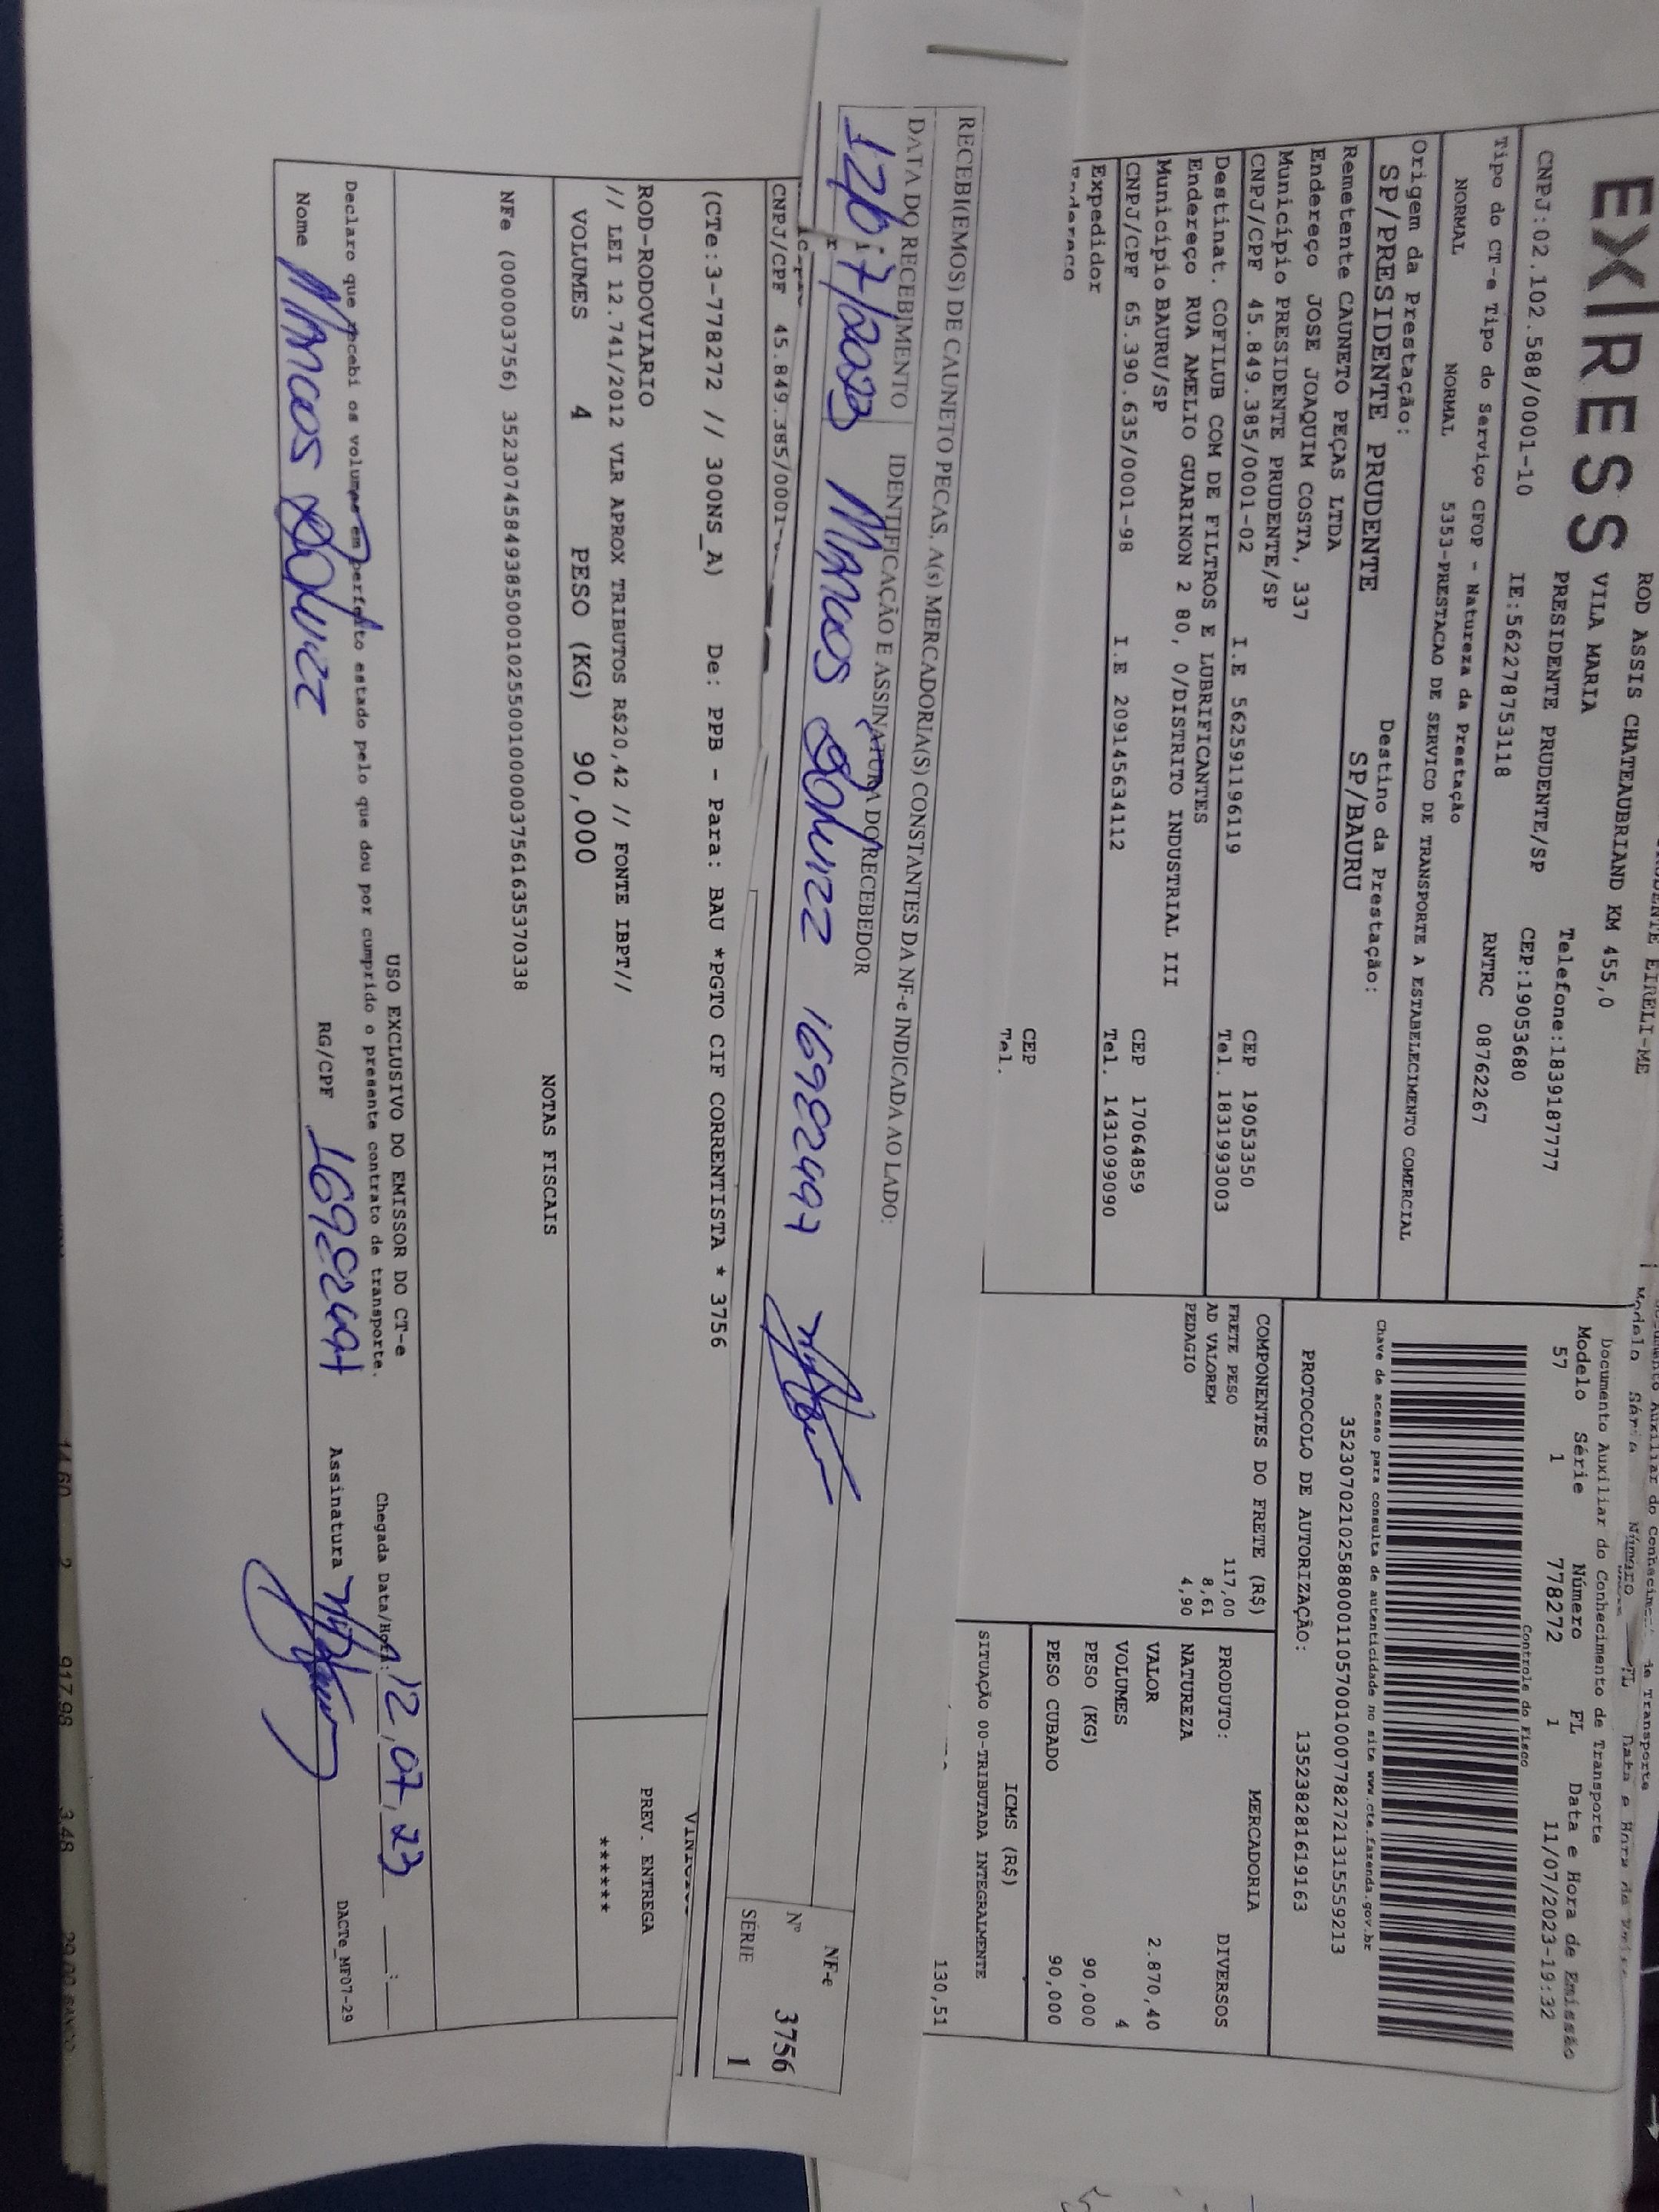 EXPRESS
ROD ASSIS CHATEAUBRIAND KM 455,0
VILA MARIA
PRESIDENTE PRUDENTE/SP Telefone:1839187777
CNPJ:02.102.588/0001-10 IE:562278753118 CEP:19053680
Tipo do CT-e Tipo do Serviço CFOP - Natureza da Prestação RNTRC 08762267
NORMAL NORMAL 5353-PRESTACAO DE SERVICO DE TRANSPORTE A ESTABELECIMENTO COMERCIAL
Origem da Prestação: Destino da Prestação:
SP/PRESIDENTE PRUDENTE SP/BAURU
Remetente CAUNETO PEÇAS LTDA
Endereço JOSE JOAQUIM COSTA, 337
Município PRESIDENTE PRUDENTE/SP CEP 19053350
CNPJ/CPF 45.849.385/0001-02 I.E 562591196119 Tel. 1831993003
Destinat. COFILUB COM DE FILTROS E LUBRIFICANTES
Endereço RUA AMELIO GUARINON 2 80, 0/DISTRITO INDUSTRIAL III
Município BAURU/SP CEP 17064859
CNPJ/CPF 65.390.635/0001-98 I.E 209145634112 Tel. 1431099090
Expedidor
Endereço CEP
Tel.
Documento Auxiliar do Conhecimento de Transporte
Modelo Série Número FL Data e Hora de Emissão
57 1 778272 1 11/07/2023-19:32
Controle do Fisco
Chave de acesso para consulta de autenticidade no site www.cte.fazenda.gov.br
35230702102588000110570010007782721315559213
PROTOCOLO DE AUTORIZAÇÃO: 135238281619163
COMPONENTES DO FRETE (R$)
FRETE PESO 117,00
AD VALOREM 8,61
PEDAGIO 4,90
MERCADORIA
PRODUTO: DIVERSOS
NATUREZA
VALOR 2.870,40
VOLUMES 4
PESO (KG) 90,000
PESO CUBADO 90,000
ICMS (R$)
SITUAÇÃO 00-TRIBUTADA INTEGRALMENTE
130,51
RECEBI(EMOS) DE CAUNETO PECAS, A(s) MERCADORIA(S) CONSTANTES DA NF-e INDICADA AO LADO:
DATA DO RECEBIMENTO IDENTIFICAÇÃO E ASSINATURA DO RECEBEDOR
Marcos 16982497
NF-e
Nº 3756
SÉRIE 1
CNPJ/CPF 45.849.385/0001-
(CTe:3-778272 // 300NS_A) De: PPB - Para: BAU *PGTO CIF CORRENTISTA * 3756
ROD-RODOVIARIO
// LEI 12.741/2012 VLR APROX TRIBUTOS R$20,42 // FONTE IBPT//
VOLUMES 4 PESO (KG) 90,000
PREV. ENTREGA
******
NOTAS FISCAIS
NFe (000003756) 35230745849385000102550010000037561635370338
USO EXCLUSIVO DO EMISSOR DO CT-e
Declaro que recebi os volumes em perfeito estado pelo que dou por cumprido o presente contrato de transporte.
Chegada Data/Hora: 12,07,23
Nome Marcos RG/CPF 16982497 Assinatura
DACTe_MF07-29